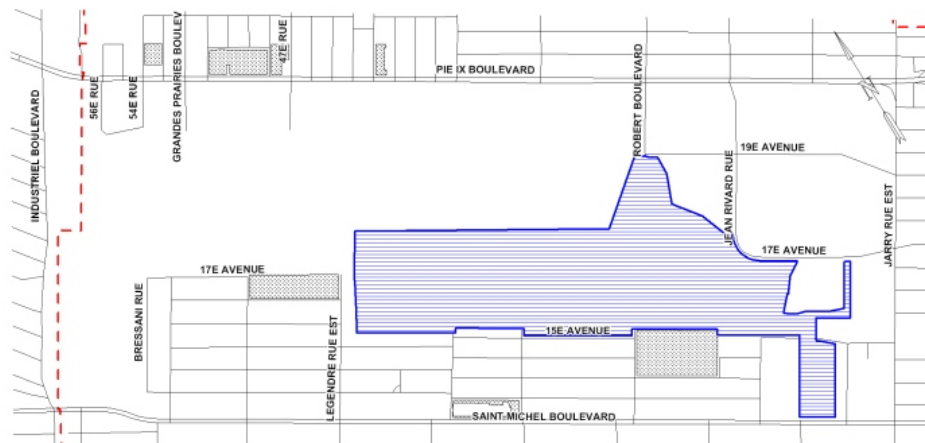 INDUSTRIEL BOULEVARD
56E RUE
54E RUE
GRANDES PRAIRIES BOULEV
47E RUE
PIE IX BOULEVARD
ROBERT BOULEVARD
19E AVENUE
JEAN RIVARD RUE
17E AVENUE
JARRY RUE EST
17E AVENUE
BRESSANI RUE
LEGENDRE RUE EST
15E AVENUE
SAINT MICHEL BOULEVARD